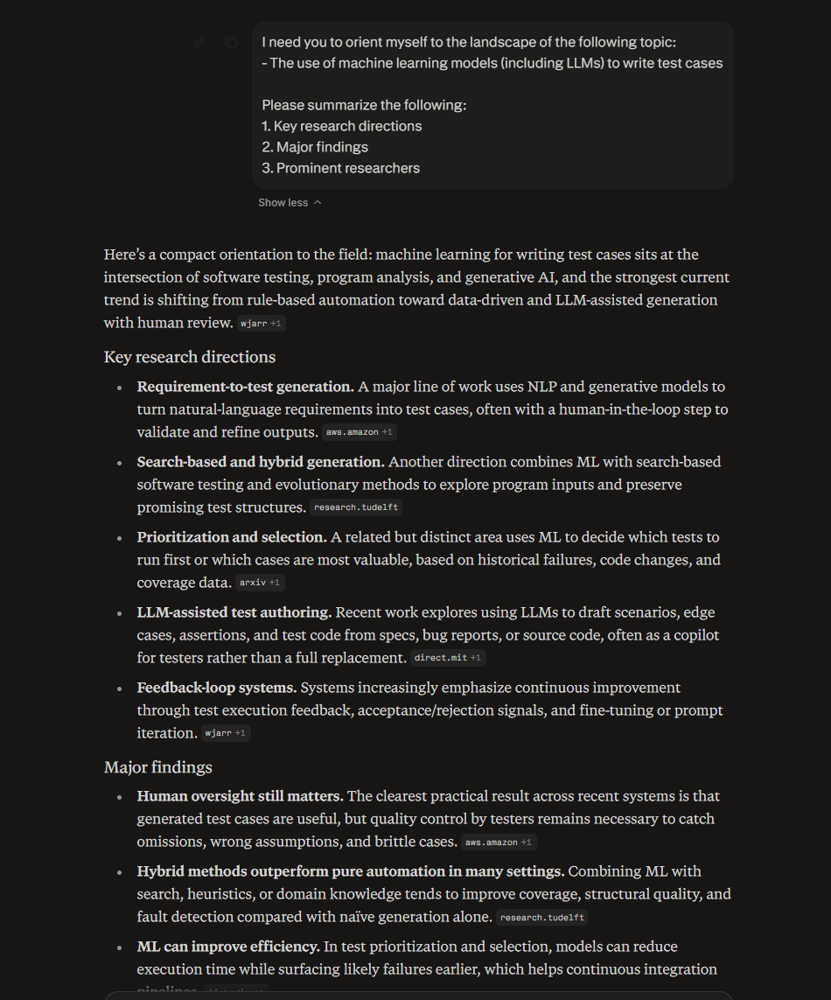 I need you to orient myself to the landscape of the following topic:
- The use of machine learning models (including LLMs) to write test cases
Please summarize the following:
1. Key research directions
2. Major findings
3. Prominent researchers
Show less
Here’s a compact orientation to the field: machine learning for writing test cases sits at the
intersection of software testing, program analysis, and generative AI, and the strongest current
trend is shifting from rule-based automation toward data-driven and LLM-assisted generation
with human review. wjarr +1
Key research directions
• Requirement-to-test generation. A major line of work uses NLP and generative models to
turn natural-language requirements into test cases, often with a human-in-the-loop step to
validate and refine outputs. aws.amazon +1
• Search-based and hybrid generation. Another direction combines ML with search-based
software testing and evolutionary methods to explore program inputs and preserve
promising test structures. research.tudelft
• Prioritization and selection. A related but distinct area uses ML to decide which tests to
run first or which cases are most valuable, based on historical failures, code changes, and
coverage data. arxiv +1
• LLM-assisted test authoring. Recent work explores using LLMs to draft scenarios, edge
cases, assertions, and test code from specs, bug reports, or source code, often as a copilot
for testers rather than a full replacement. direct.mit +1
• Feedback-loop systems. Systems increasingly emphasize continuous improvement
through test execution feedback, acceptance/rejection signals, and fine-tuning or prompt
iteration. wjarr +1
Major findings
• Human oversight still matters. The clearest practical result across recent systems is that
generated test cases are useful, but quality control by testers remains necessary to catch
omissions, wrong assumptions, and brittle cases. aws.amazon +1
• Hybrid methods outperform pure automation in many settings. Combining ML with
search, heuristics, or domain knowledge tends to improve coverage, structural quality, and
fault detection compared with naïve generation alone. research.tudelft
• ML can improve efficiency. In test prioritization and selection, models can reduce
execution time while surfacing likely failures earlier, which helps continuous integration
pipelines.